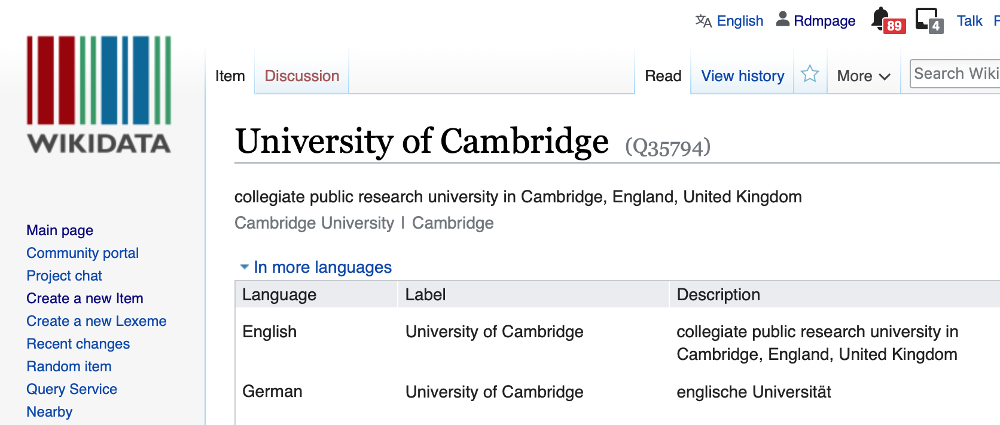 English Rdmpage 89 4 Talk
WIKIDATA
Item Discussion Read View history More Search Wiki
University of Cambridge (Q35794)
collegiate public research university in Cambridge, England, United Kingdom
Cambridge University | Cambridge
In more languages
Language Label Description
English University of Cambridge collegiate public research university in
Cambridge, England, United Kingdom
German University of Cambridge englische Universität
Main page
Community portal
Project chat
Create a new Item
Create a new Lexeme
Recent changes
Random item
Query Service
Nearby